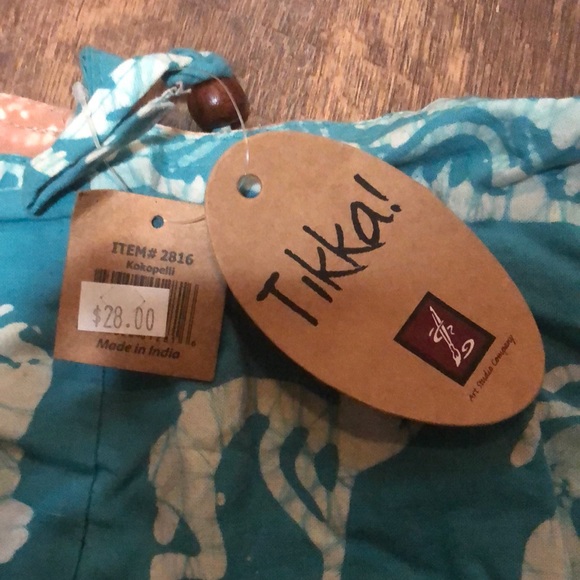 ITEM# 2816
Kokopelli
$28.00
Made in India
Tikka!
Art Studio Company